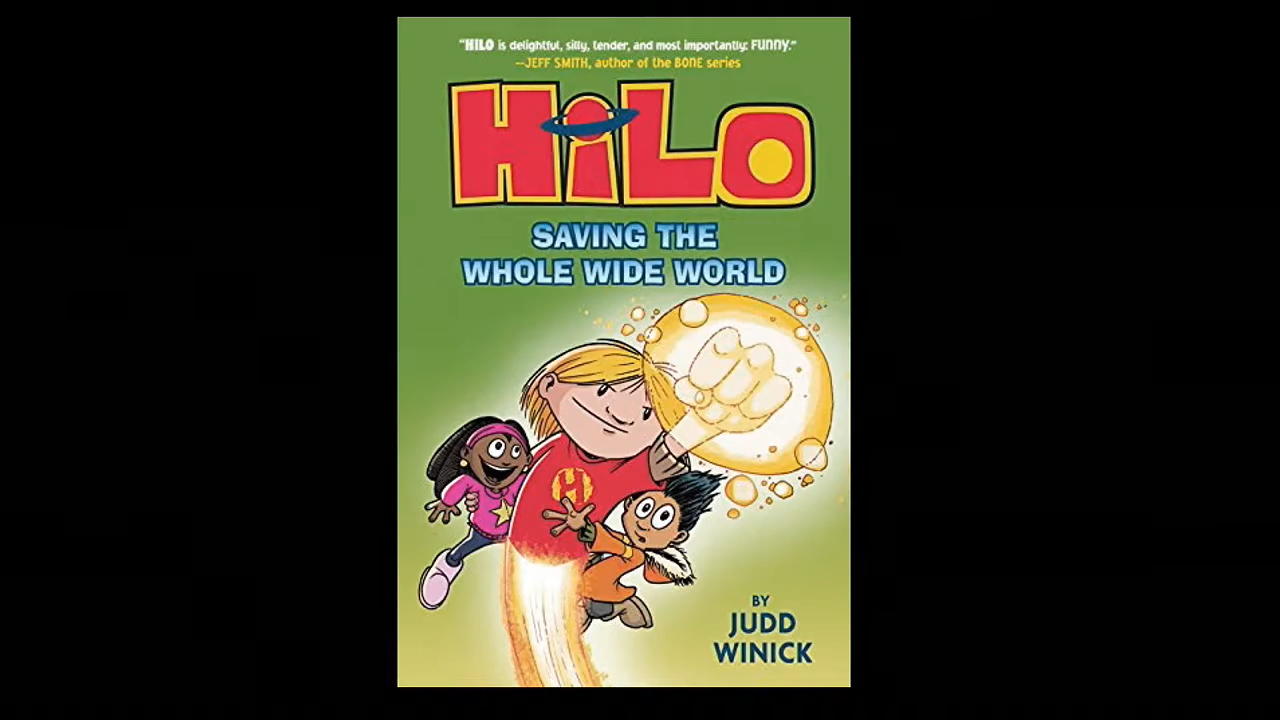 "HILO is delightful, silly, tender, and most importantly: FUNNY."
—JEFF SMITH, author of the BONE series
HiLO
SAVING THE
WHOLE WIDE WORLD
H
BY
JUDD
WINICK